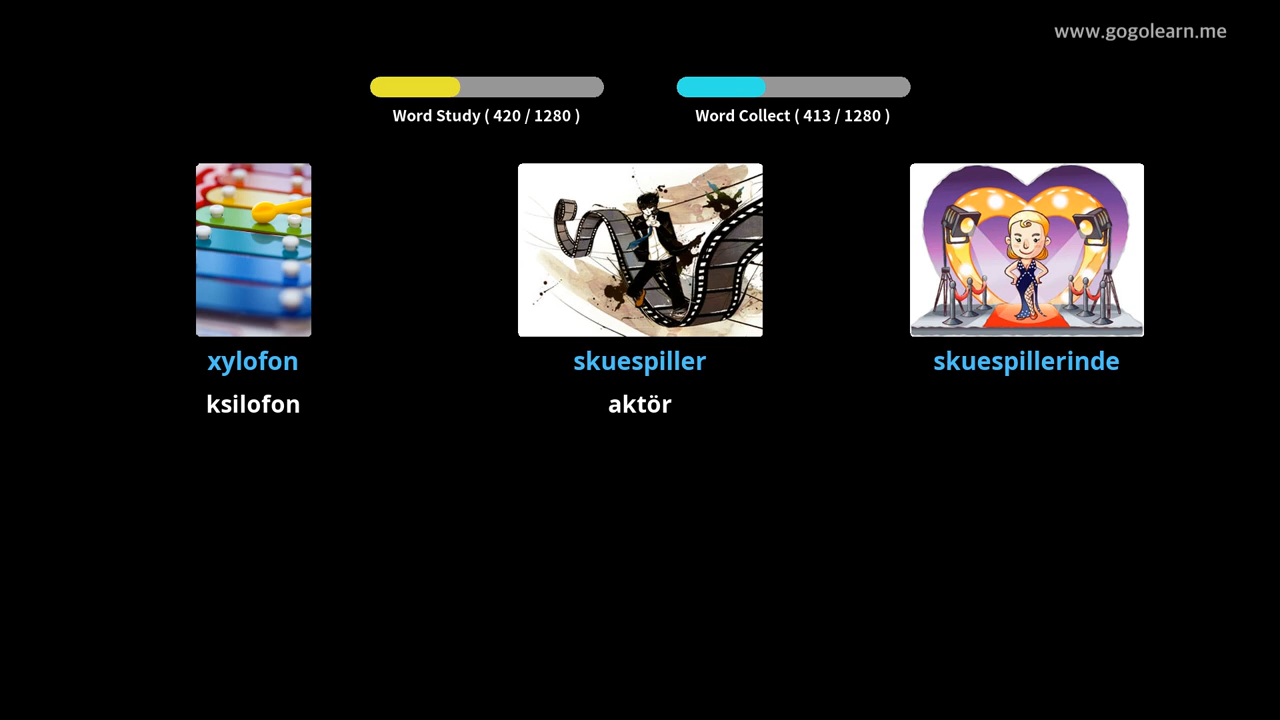 www.gogolearn.me
Word Study ( 420 / 1280 )
Word Collect ( 413 / 1280 )
xylofon
skuespiller
skuespillerinde
ksilofon
aktör